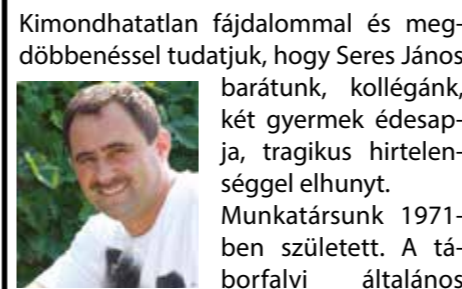 Kimondhatatlan fájdalommal és meg-
döbbenéssel tudatjuk, hogy Seres János
barátunk, kollégánk,
két gyermek édesap-
ja, tragikus hirtelen-
séggel elhunyt.
Munkatársunk 1971-
ben született. A tá-
borfalvi általános